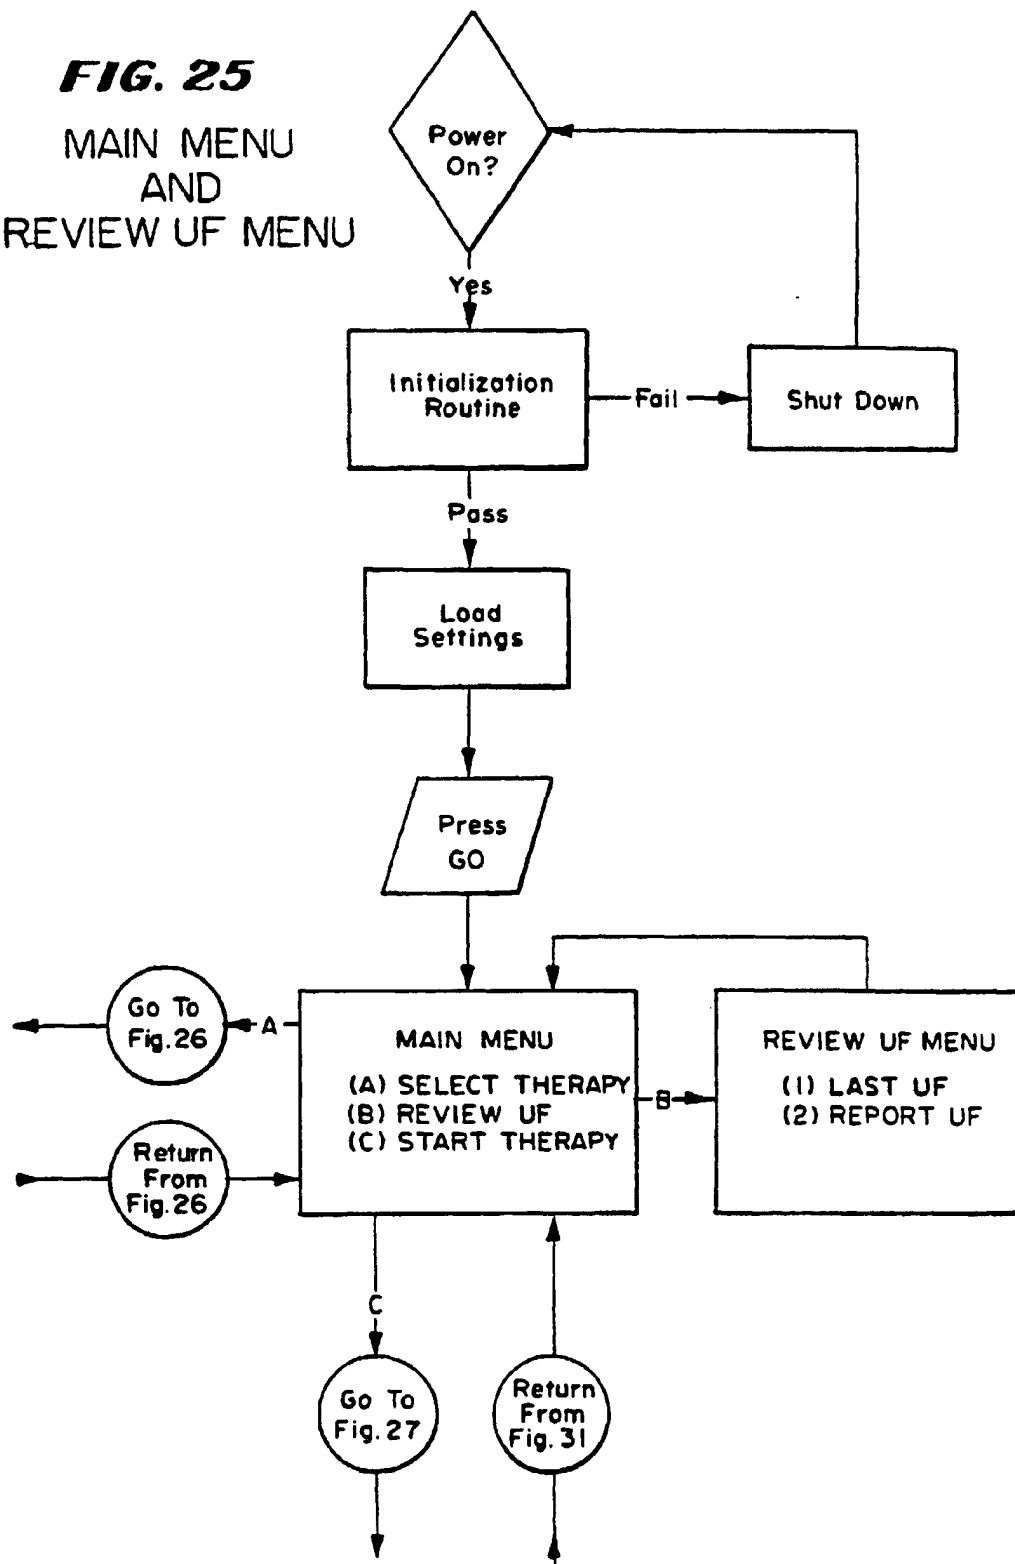 FIG. 25
MAIN MENU
AND
REVIEW UF MENU
Power
On?
Yes
Initialization
Routine
Fail
Shut Down
Pass
Load
Settings
Press
GO
Go To
Fig. 26
A
MAIN MENU
(A) SELECT THERAPY
(B) REVIEW UF
(C) START THERAPY
B
REVIEW UF MENU
(1) LAST UF
(2) REPORT UF
Return
From
Fig. 26
C
Go To
Fig. 27
Return
From
Fig. 31